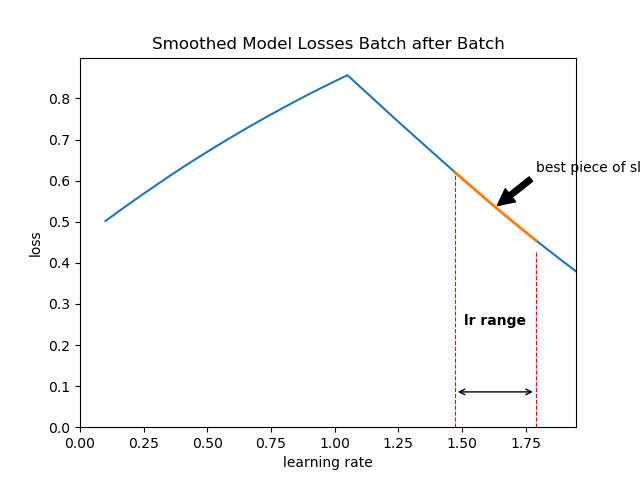 Smoothed Model Losses Batch after Batch
0.8
0.7
0.6
0.5
0.4
0.3
0.2
0.1
0.0
loss
best piece of sl
lr range
0.00 0.25 0.50 0.75 1.00 1.25 1.50 1.75
learning rate